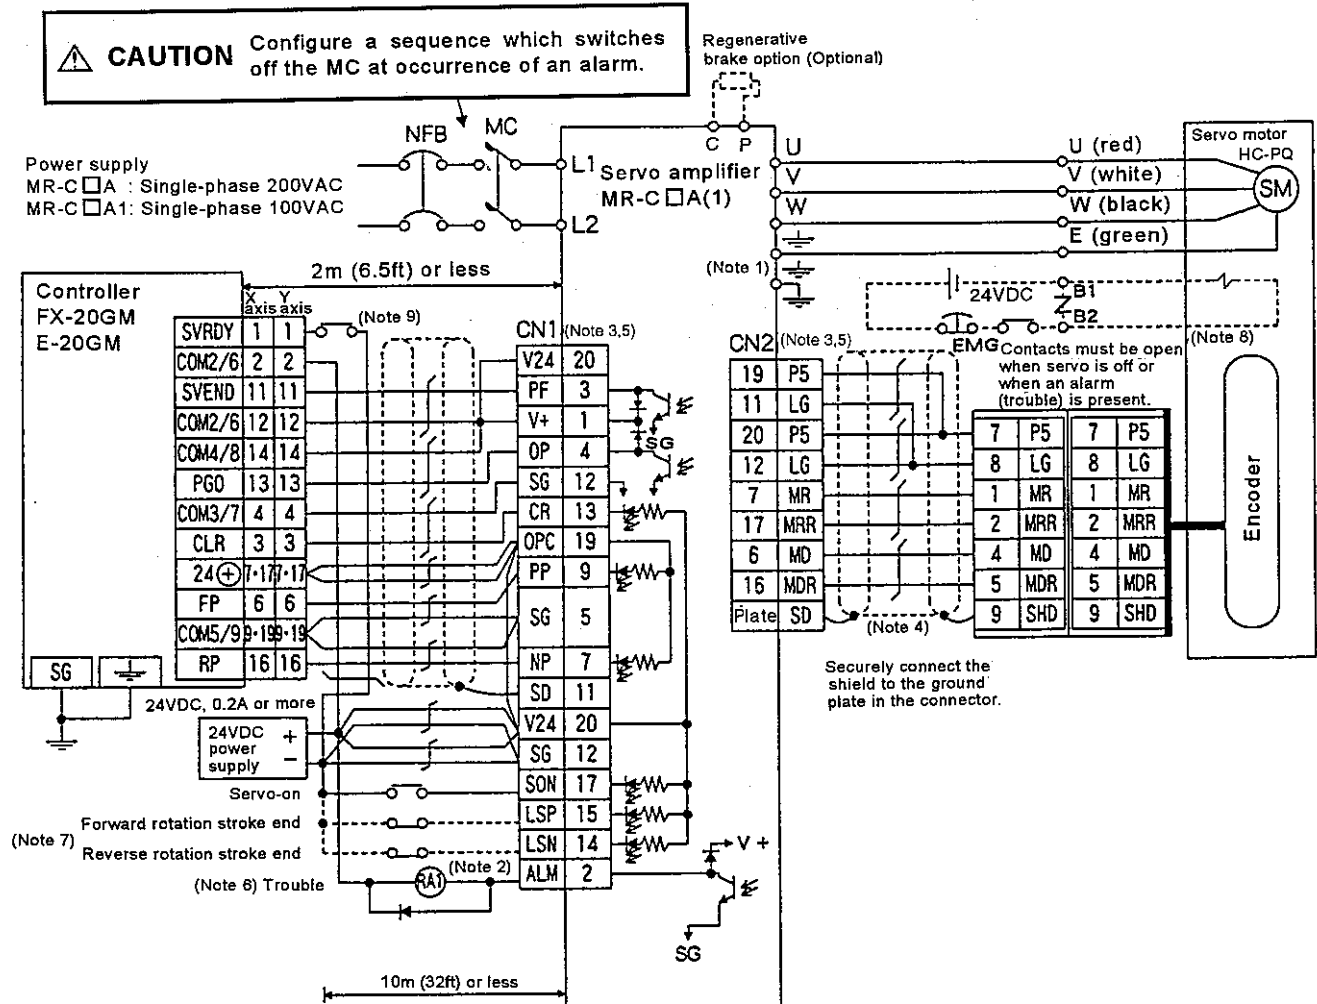 CAUTION Configure a sequence which switches
off the MC at occurrence of an alarm.
Regenerative
brake option (Optional)
NFB MC
C P
Power supply
MR-C□A : Single-phase 200VAC
MR-C□A1: Single-phase 100VAC
L1
L2
Servo amplifier
MR-C□A(1)
U
V
W
U (red)
V (white)
W (black)
E (green)
Servo motor
HC-PQ
SM
2m (6.5ft) or less
(Note 1)
Controller
FX-20GM
E-20GM
X axis Y axis
SVRDY 1 1
COM2/6 2 2
SVEND 11 11
COM2/6 12 12
COM4/8 14 14
PG0 13 13
COM3/7 4 4
CLR 3 3
24+ 7·17 7·17
FP 6 6
COM5/9 9·19 9·19
RP 16 16
SG
(Note 9)
CN1 (Note 3,5)
V24 20
PF 3
V+ 1
OP 4
SG 12
CR 13
OPC 19
PP 9
SG 5
NP 7
SD 11
V24 20
SG 12
SON 17
LSP 15
LSN 14
ALM 2
SG
24VDC
B1
B2
EMG
Contacts must be open
when servo is off or
when an alarm
(trouble) is present.
(Note 8)
CN2 (Note 3,5)
19 P5
11 LG
20 P5
12 LG
7 MR
17 MRR
6 MD
16 MDR
Plate SD
(Note 4)
7 P5 7 P5
8 LG 8 LG
1 MR 1 MR
2 MRR 2 MRR
4 MD 4 MD
5 MDR 5 MDR
9 SHD 9 SHD
Encoder
Securely connect the
shield to the ground
plate in the connector.
24VDC, 0.2A or more
24VDC +
power
supply −
Servo-on
Forward rotation stroke end
(Note 7)
Reverse rotation stroke end
(Note 6) Trouble
RA1
(Note 2)
V +
SG
10m (32ft) or less